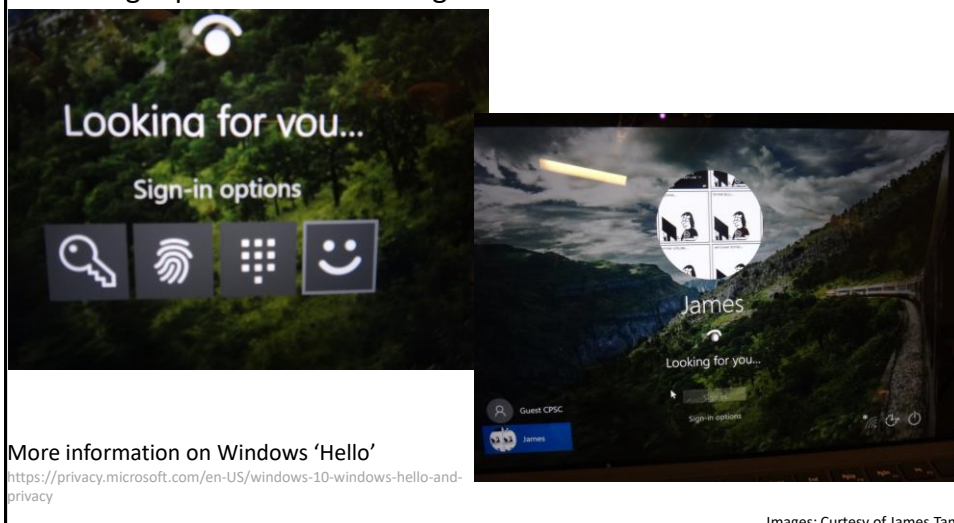 Looking for you...
Sign-in options
James
Looking for you...
Sign-in options
Guest CPSC
James
More information on Windows ‘Hello’
https://privacy.microsoft.com/en-US/windows-10-windows-hello-and-
privacy
Images: Curtesy of James Tam